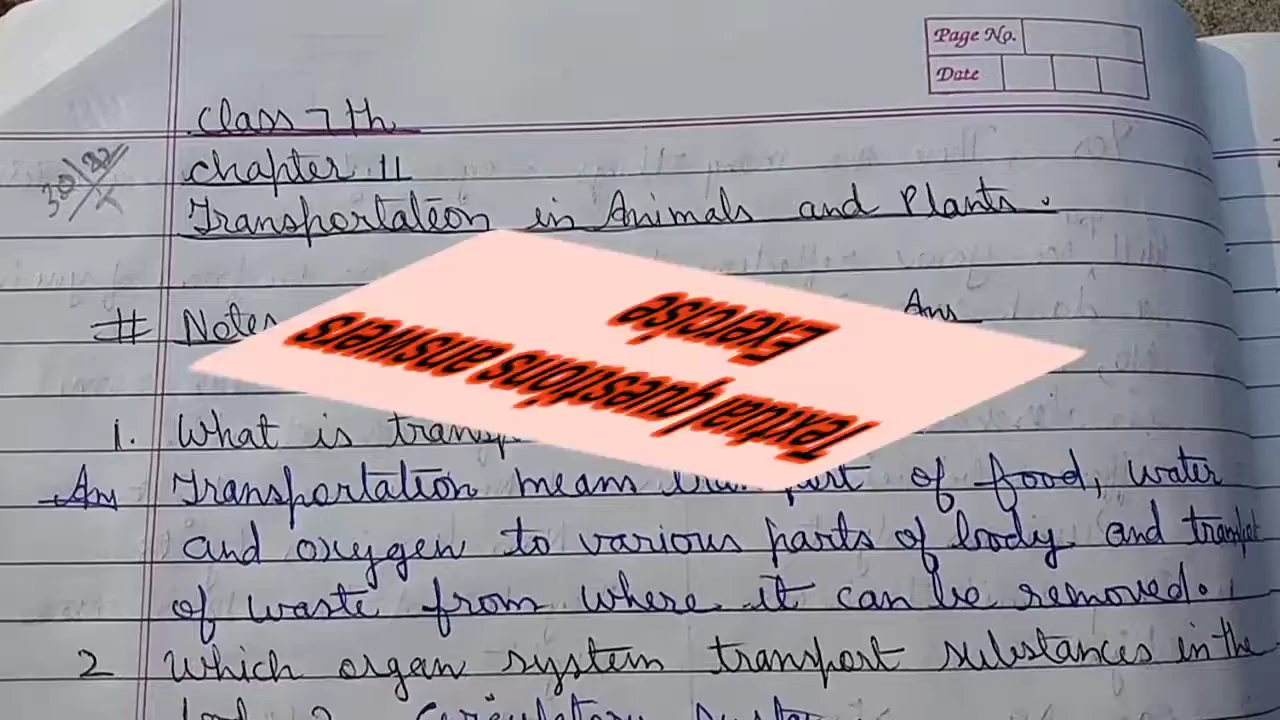 Page No.
Date
Class 7th
Chapter 11
Transportation in Animals and Plants.
# Notes
Ans
Textual questions answers
Exercise
1. What is
Ans Transportation means of food, water
and oxygen to various parts of body and
of waste from where it can be removed.
2 Which organ system transport substances in the
Circulatory